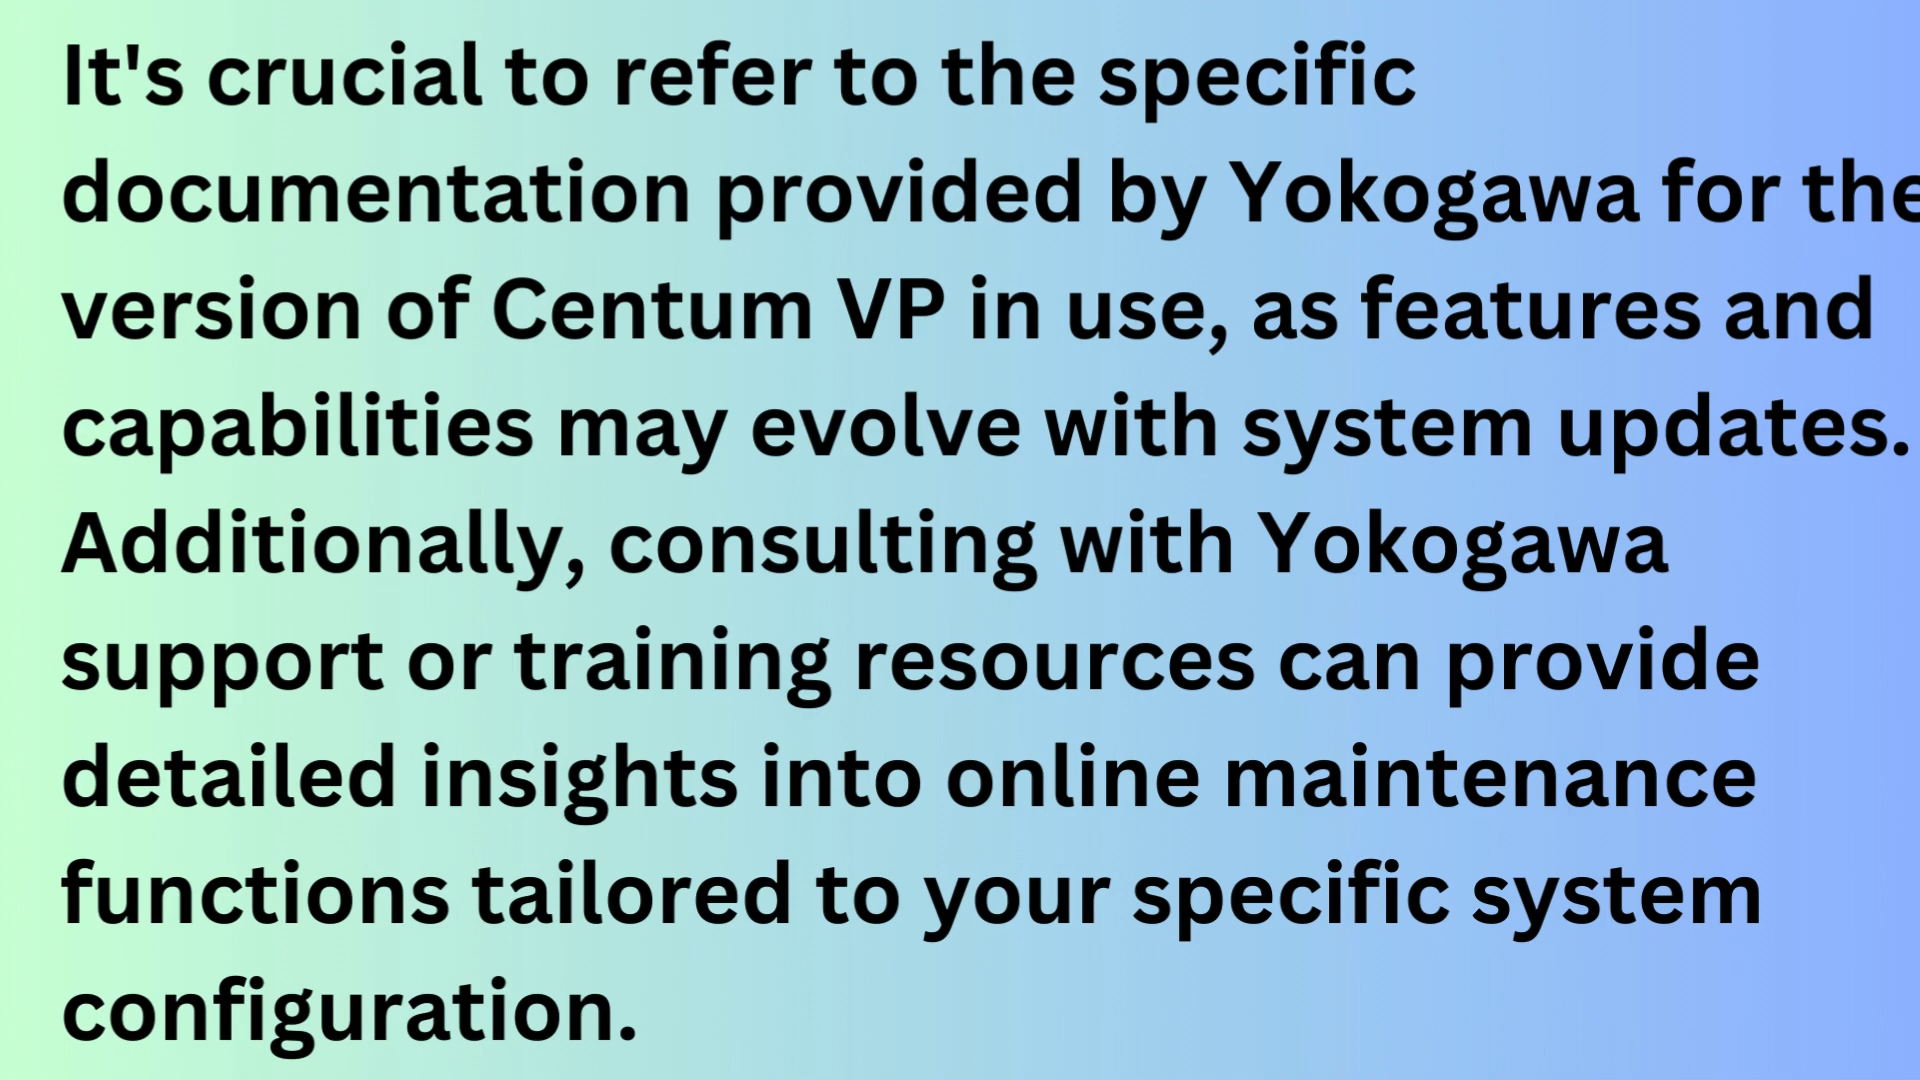 It's crucial to refer to the specific
documentation provided by Yokogawa for the
version of Centum VP in use, as features and
capabilities may evolve with system updates.
Additionally, consulting with Yokogawa
support or training resources can provide
detailed insights into online maintenance
functions tailored to your specific system
configuration.